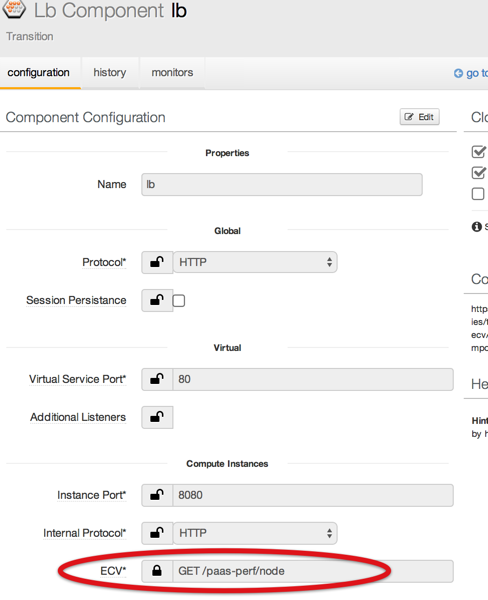 Lb Component lb
Transition
configuration history monitors go to
Component Configuration Edit Clo
Properties
Name lb
Global
Protocol* HTTP
Session Persistance
Virtual
Virtual Service Port* 80
Additional Listeners
Compute Instances
Instance Port* 8080
Internal Protocol* HTTP
ECV* GET /paas-perf/node
S
Co
http
ies/f
ecv/
mpo
He
Hint
by h